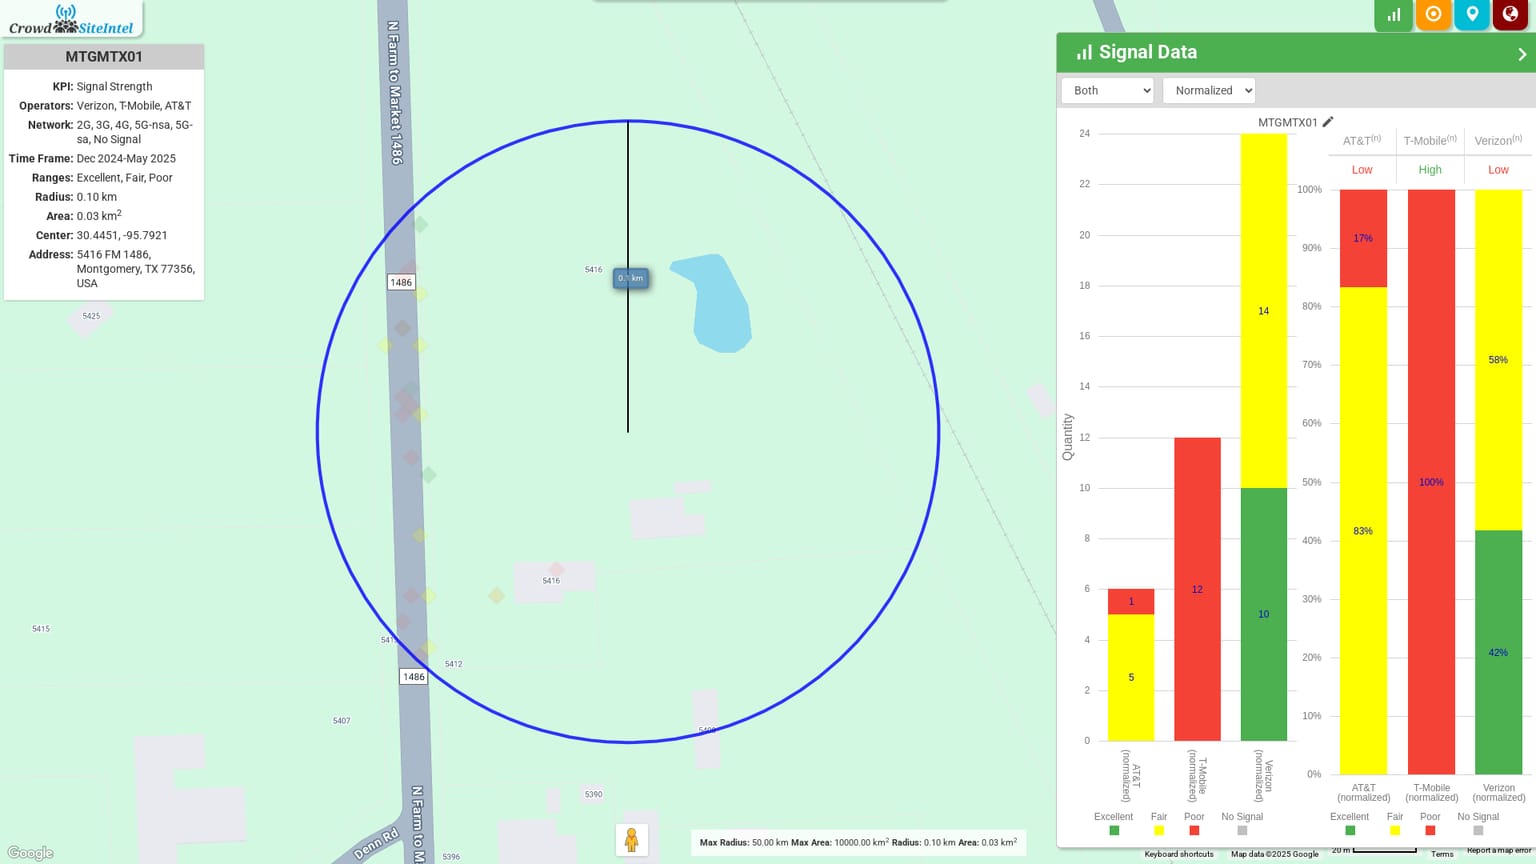 Crowd SiteIntel
MTGMTX01
KPI: Signal Strength
Operators: Verizon, T-Mobile, AT&T
Network: 2G, 3G, 4G, 5G-nsa, 5G-
sa, No Signal
Time Frame: Dec 2024-May 2025
Ranges: Excellent, Fair, Poor
Radius: 0.10 km
Area: 0.03 km²
Center: 30.4451, -95.7921
Address: 5416 FM 1486,
Montgomery, TX 77356,
USA
N Farm to Market 1486
5416
0.1 km
1486
5425
5416
5415
5412
1486
5407
5390
N Farm to M
Denn Rd
5396
Google
Max Radius: 50.00 km Max Area: 10000.00 km² Radius: 0.10 km Area: 0.03 km²
Signal Data
Both
Normalized
MTGMTX01
Quantity
24
22
20
18
16
14
12
10
8
6
4
2
0
1
5
12
14
10
AT&T
(normalized)
T-Mobile
(normalized)
Verizon
(normalized)
Excellent Fair Poor No Signal
AT&T(n) T-Mobile(n) Verizon(n)
Low High Low
100%
90%
80%
70%
60%
50%
40%
30%
20%
10%
0%
17%
83%
100%
58%
42%
AT&T
(normalized)
T-Mobile
(normalized)
Verizon
(normalized)
Excellent Fair Poor No Signal
Keyboard shortcuts
Map data ©2025 Google
20 m
Terms
Report a map error